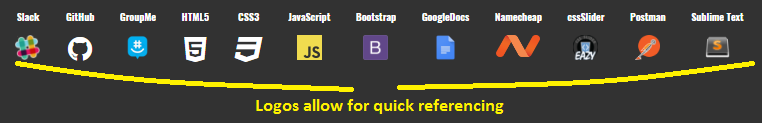 Slack GitHub GroupMe HTML5 CSS3 JavaScript Bootstrap GoogleDocs Namecheap cssSlider Postman Sublime Text
5 3 JS B EAZY S
Logos allow for quick referencing